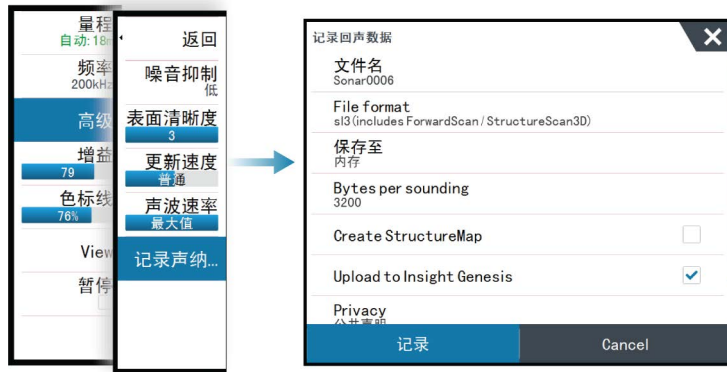 量程
自动: 18m
频率
200kHz
高级
增益
79
色标线
76%
View
暂停
返回
噪音抑制
低
表面清晰度
3
更新速度
普通
声波速率
最大值
记录声纳...
记录回声数据
文件名
Sonar0006
File format
sl3(includes ForwardScan/StructureScan3D)
保存至
内存
Bytes per sounding
3200
Create StructureMap
Upload to Insight Genesis
Privacy
公共声明
记录
Cancel